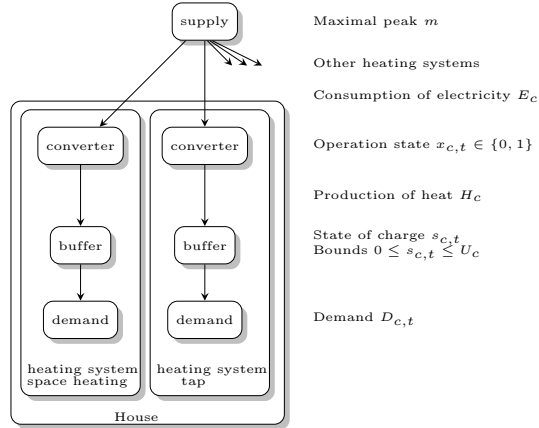 supply
Maximal peak m
Other heating systems
Consumption of electricity E_c
converter
converter
Operation state x_{c,t} ∈ {0, 1}
Production of heat H_c
buffer
buffer
State of charge s_{c,t}
Bounds 0 ≤ s_{c,t} ≤ U_c
demand
demand
Demand D_{c,t}
heating system
space heating
heating system
tap
House